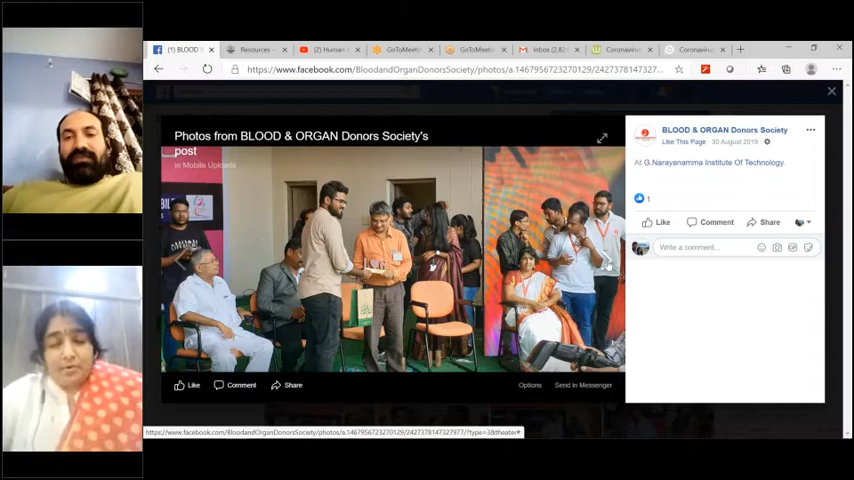 (1) BLOOD &
Resources -
(2) Human
GoToMeetin
GoToMeetin
Inbox (2,62
Coronavirus
Coronavirus
https://www.facebook.com/BloodandOrganDonorsSociety/photos/a.1467956723270129/2427378147327...
Photos from BLOOD & ORGAN Donors Society's
post
in Mobile Uploads
BLOOD & ORGAN Donors Society
Like This Page · 30 August 2019 ·
At G.Narayanamma Institute Of Technology.
1
Like
Comment
Share
Write a comment...
Like
Comment
Share
Options
Send in Messenger
https://www.facebook.com/BloodandOrganDonorsSociety/photos/a.1467956723270129/2427378147327977/?type=3&theater#